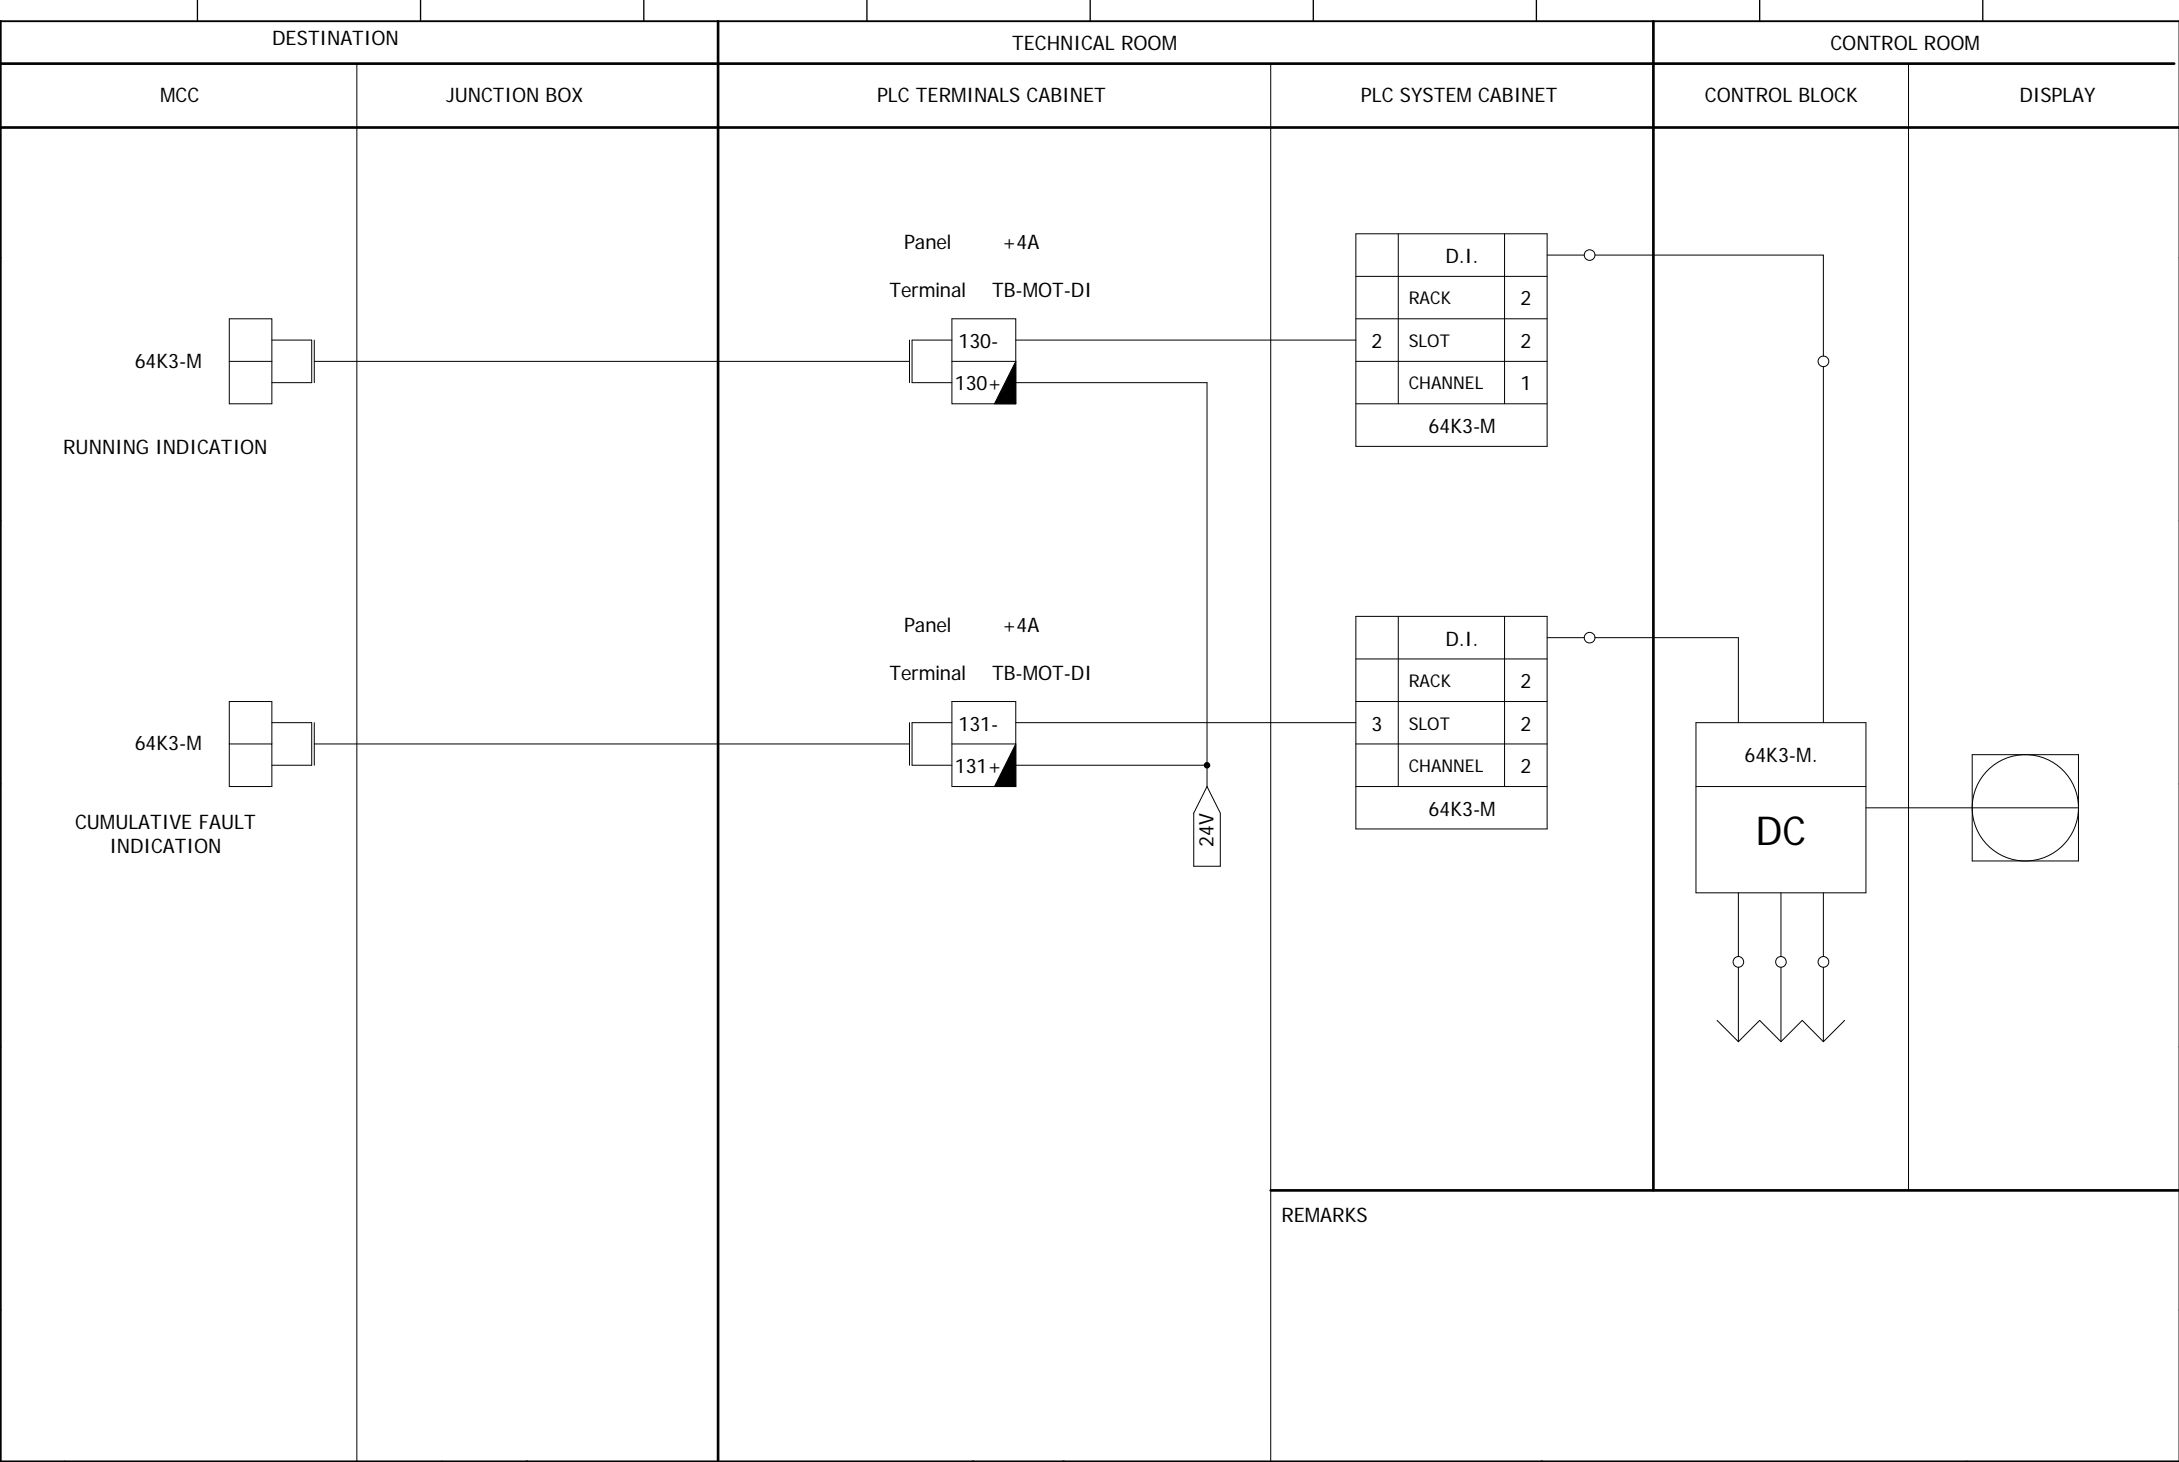 DESTINATION
TECHNICAL ROOM
CONTROL ROOM
MCC
JUNCTION BOX
PLC TERMINALS CABINET
PLC SYSTEM CABINET
CONTROL BLOCK
DISPLAY
64K3-M
RUNNING INDICATION
Panel +4A
Terminal TB-MOT-DI
130-
130+
D.I.
RACK 2
2 SLOT 2
CHANNEL 1
64K3-M
64K3-M
CUMULATIVE FAULT
INDICATION
Panel +4A
Terminal TB-MOT-DI
131-
131+
24V
D.I.
RACK 2
3 SLOT 2
CHANNEL 2
64K3-M
64K3-M.
DC
REMARKS